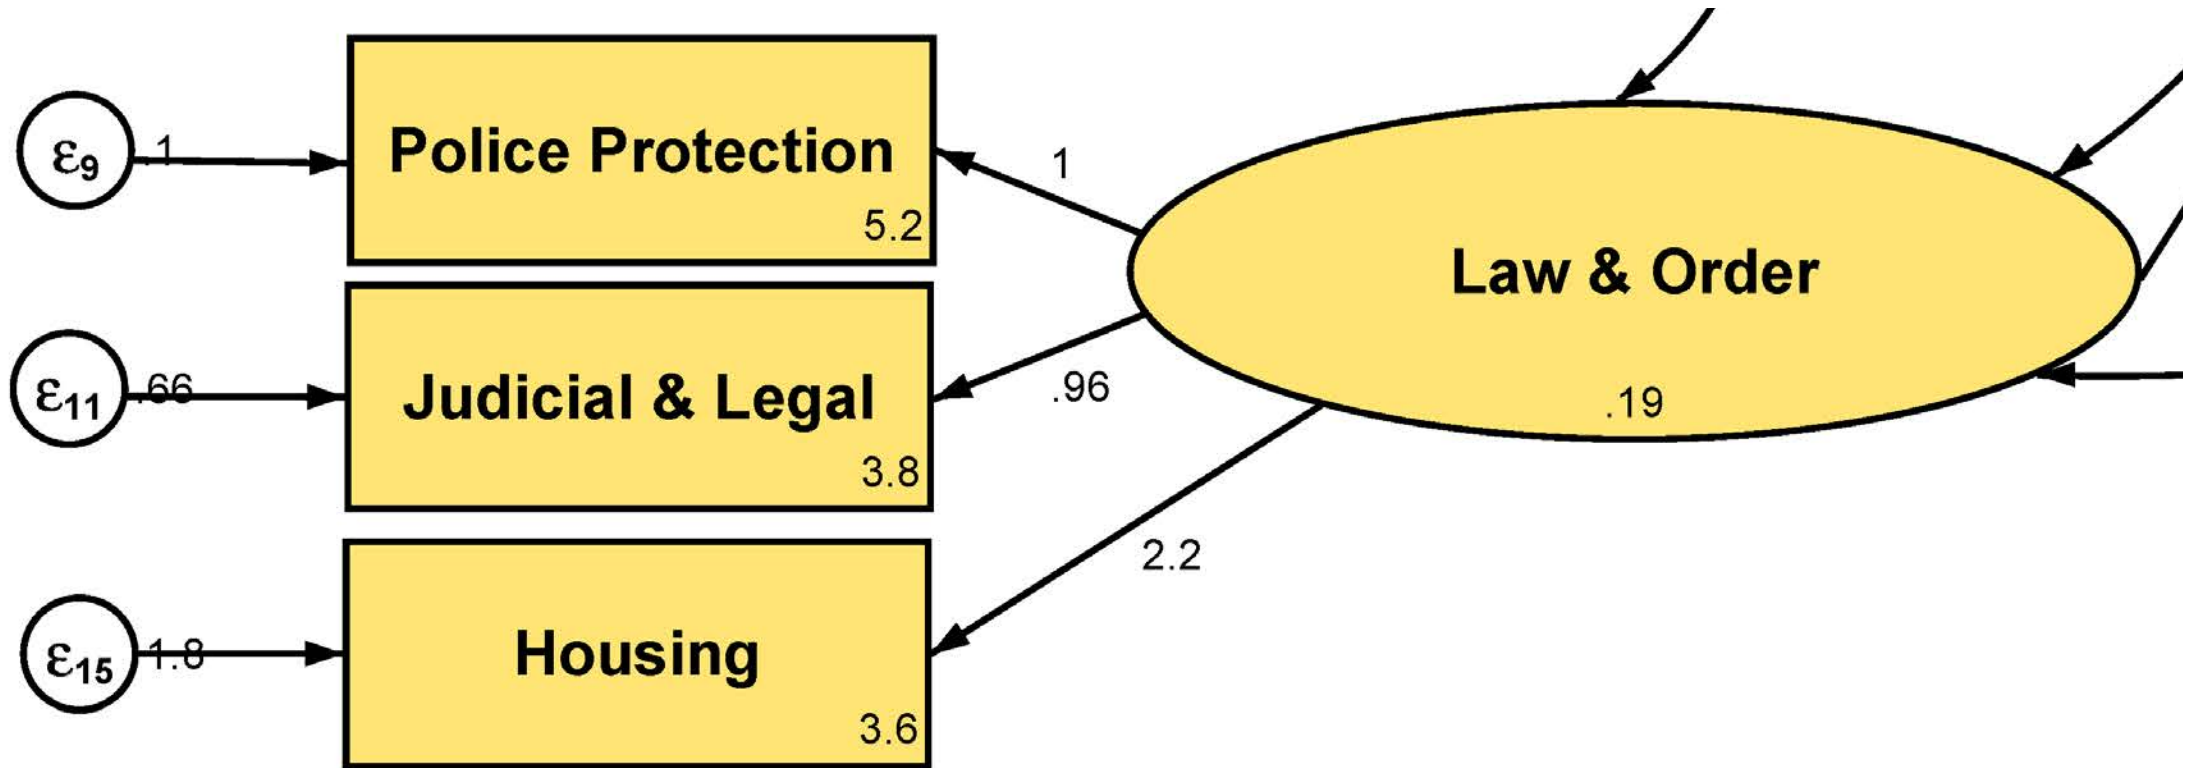 ε9
.1
Police Protection
5.2
1
ε11
.66
Judicial & Legal
3.8
.96
Law & Order
.19
ε15
1.8
Housing
3.6
2.2